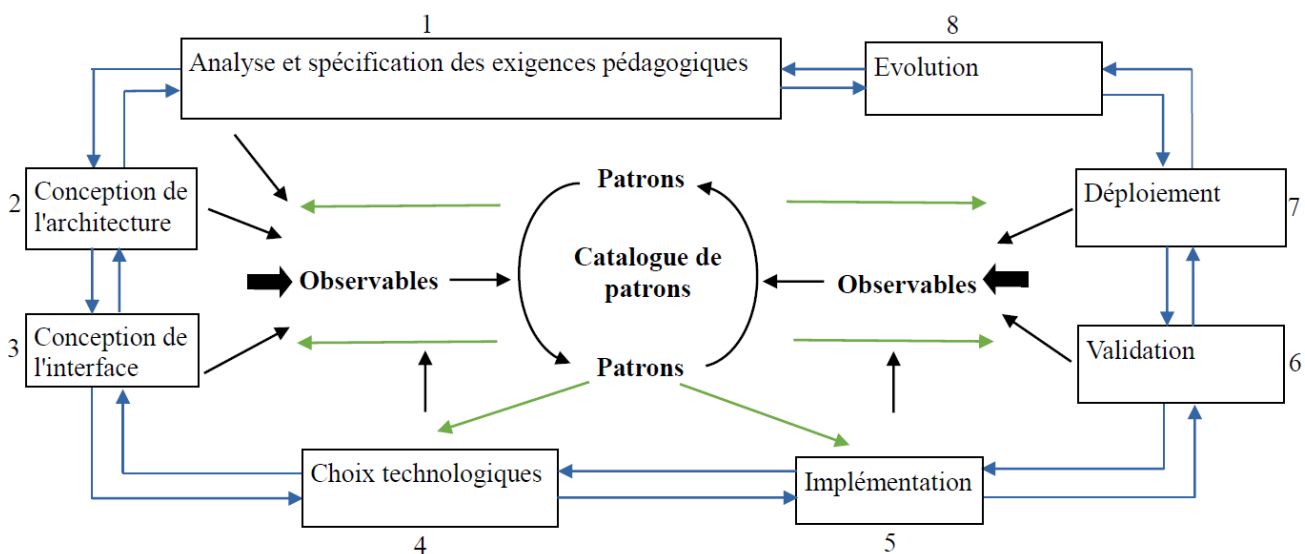 1
Analyse et spécification des exigences pédagogiques
8
Evolution
2
Conception de
l'architecture
Patrons
Déploiement
7
Catalogue de
patrons
Observables
Observables
3
Conception de
l'interface
Patrons
Validation
6
Choix technologiques
4
Implémentation
5